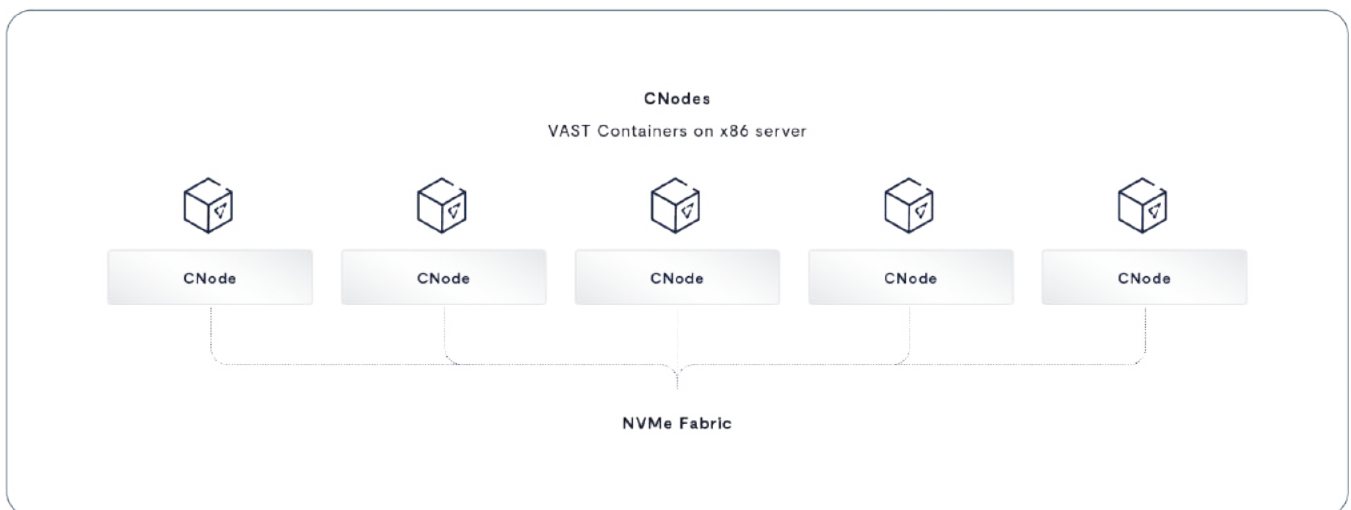 CNodes
VAST Containers on x86 server
CNode CNode CNode CNode CNode
NVMe Fabric